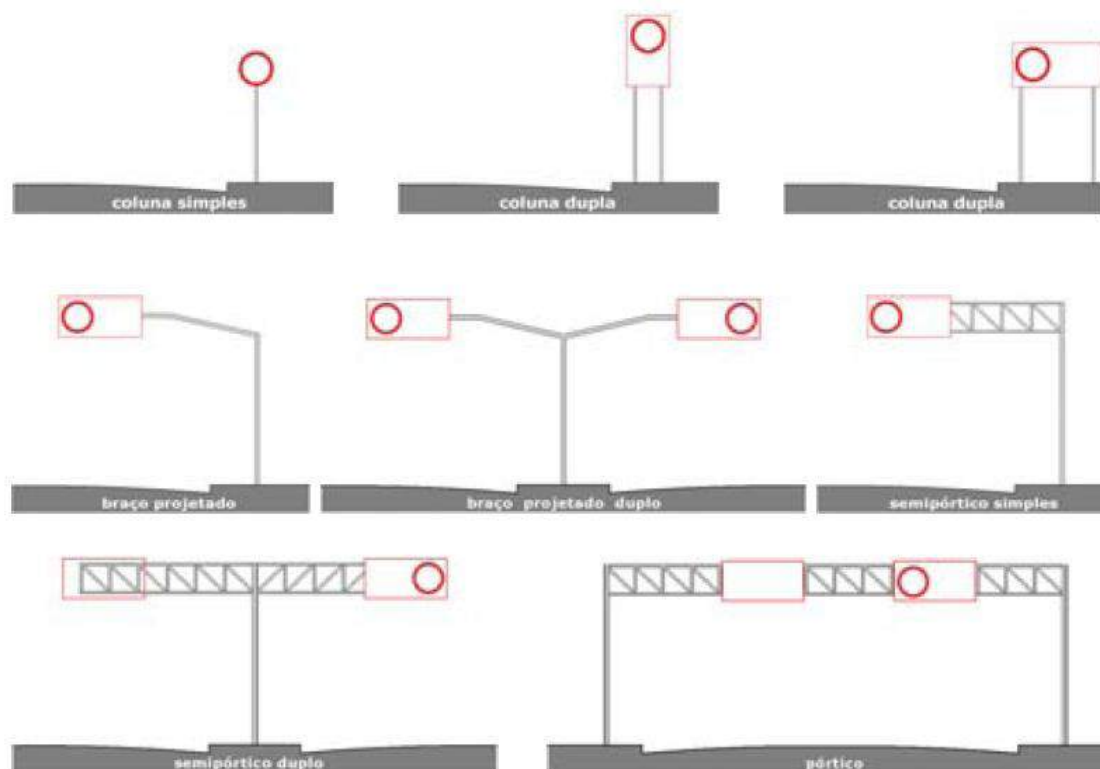 coluna simples
coluna dupla
coluna dupla
braço projetado
braço projetado duplo
semipórtico simples
semipórtico duplo
pórtico